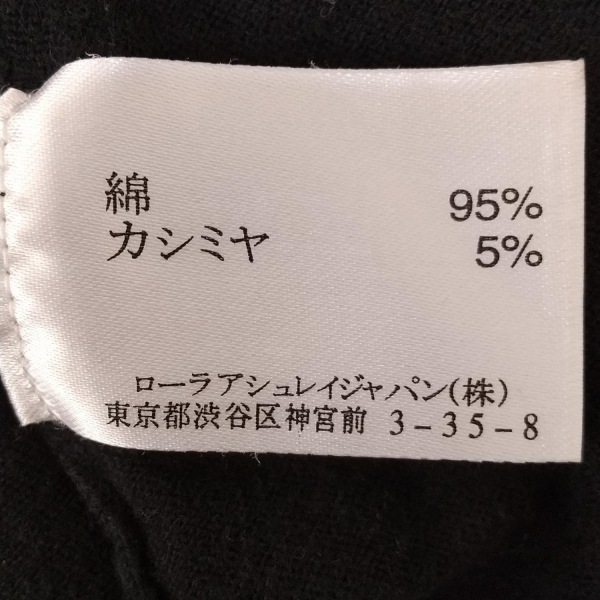 綿 95%
カシミヤ 5%
ローラアシュレイジャパン(株)
東京都渋谷区神宮前 3-35-8